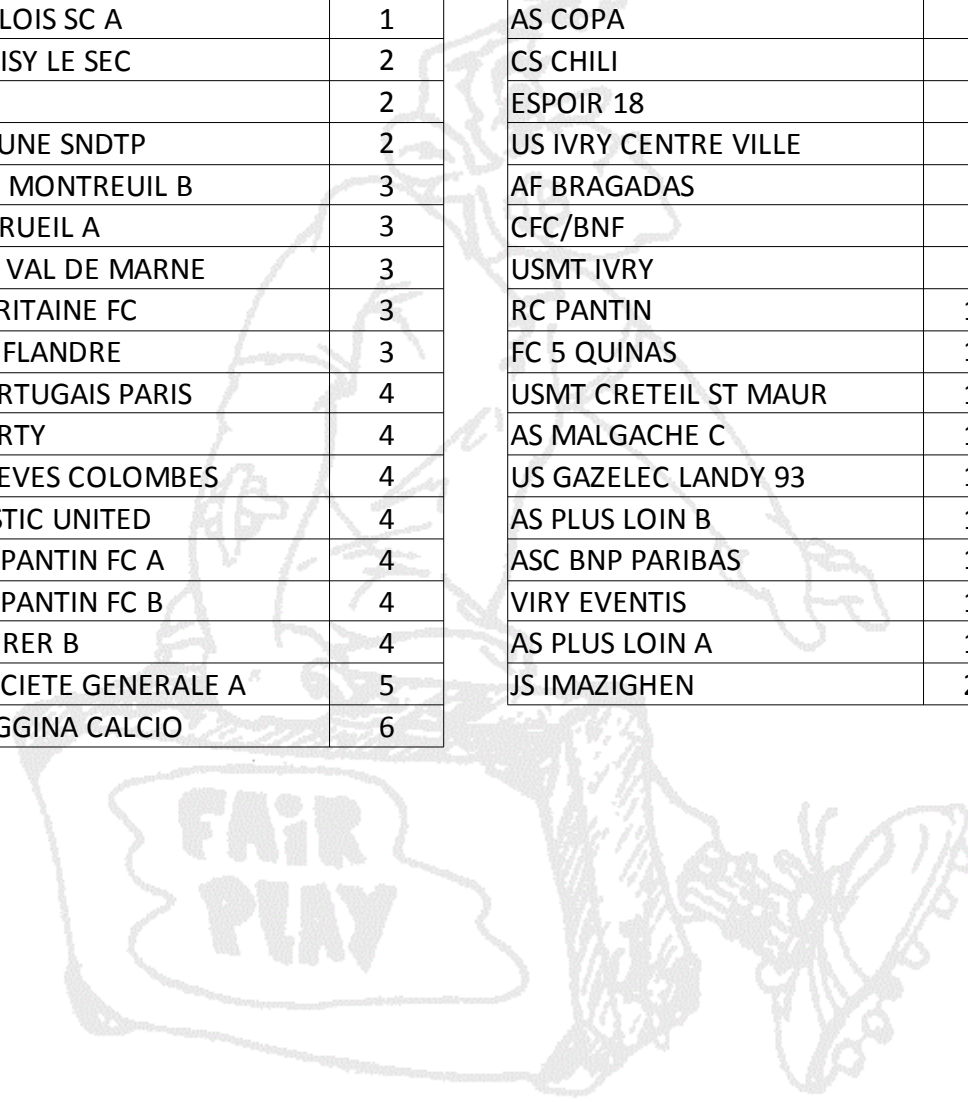 LOIS SC A 1
ISY LE SEC 2
2
UNE SNDTP 2
MONTREUIL B 3
RUEIL A 3
VAL DE MARNE 3
RITAINE FC 3
FLANDRE 3
RTUGAIS PARIS 4
RTY 4
EVES COLOMBES 4
STIC UNITED 4
PANTIN FC A 4
PANTIN FC B 4
RER B 4
CIETE GENERALE A 5
GGINA CALCIO 6
AS COPA
CS CHILI
ESPOIR 18
US IVRY CENTRE VILLE
AF BRAGADAS
CFC/BNF
USMT IVRY
RC PANTIN
FC 5 QUINAS
USMT CRETEIL ST MAUR
AS MALGACHE C
US GAZELEC LANDY 93
AS PLUS LOIN B
ASC BNP PARIBAS
VIRY EVENTIS
AS PLUS LOIN A
JS IMAZIGHEN
FAiR
PLAY